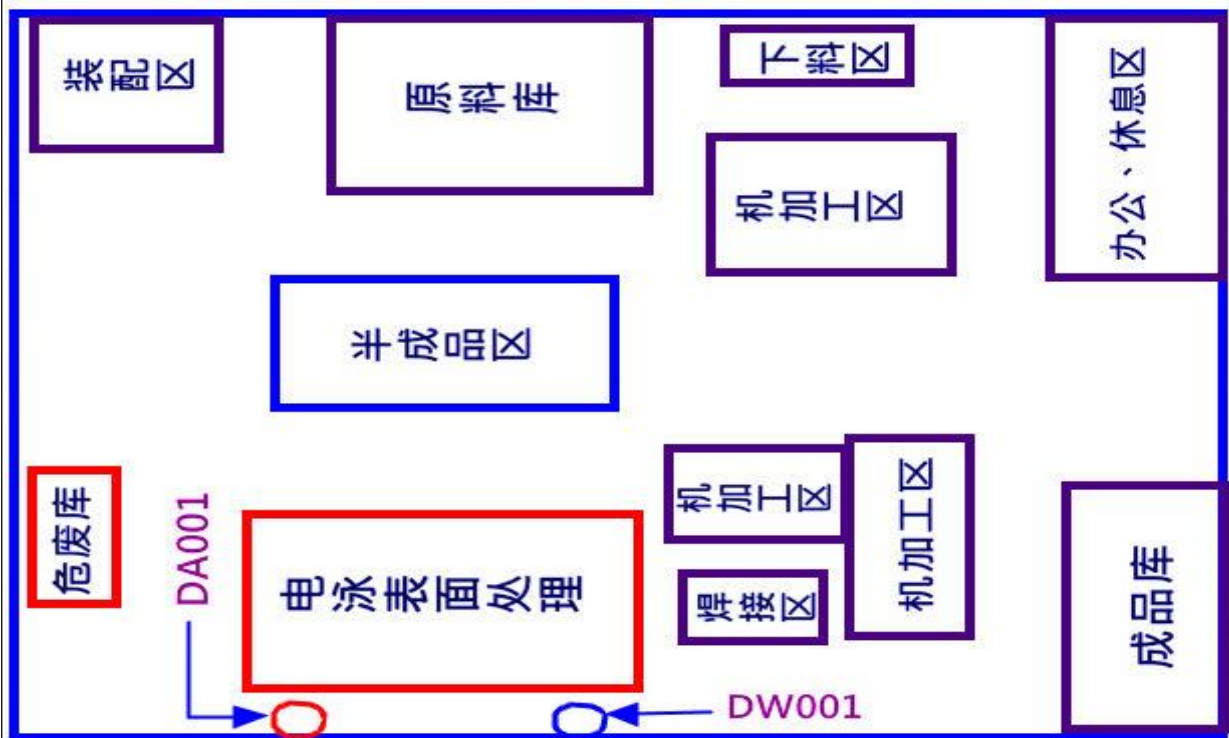 装配区
原料库
下料区
办公、休息区
机加工区
半成品区
机加工区
机加工区
危废库
DA001
电泳表面处理
焊接区
成品库
DW001